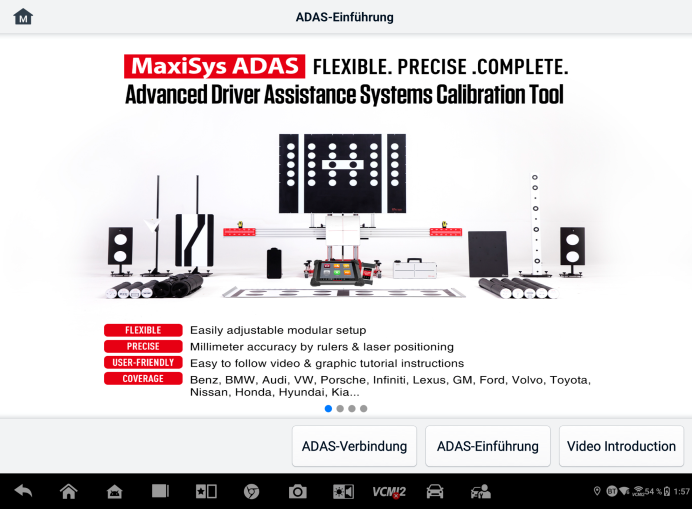 M
ADAS-Einführung
MaxiSys ADAS FLEXIBLE. PRECISE .COMPLETE.
Advanced Driver Assistance Systems Calibration Tool
FLEXIBLE Easily adjustable modular setup
PRECISE Millimeter accuracy by rulers & laser positioning
USER-FRIENDLY Easy to follow video & graphic tutorial instructions
COVERAGE Benz, BMW, Audi, VW, Porsche, Infiniti, Lexus, GM, Ford, Volvo, Toyota,
Nissan, Honda, Hyundai, Kia...
ADAS-Verbindung ADAS-Einführung Video Introduction
VCMI2 BT VCMI2 54 % 1:57